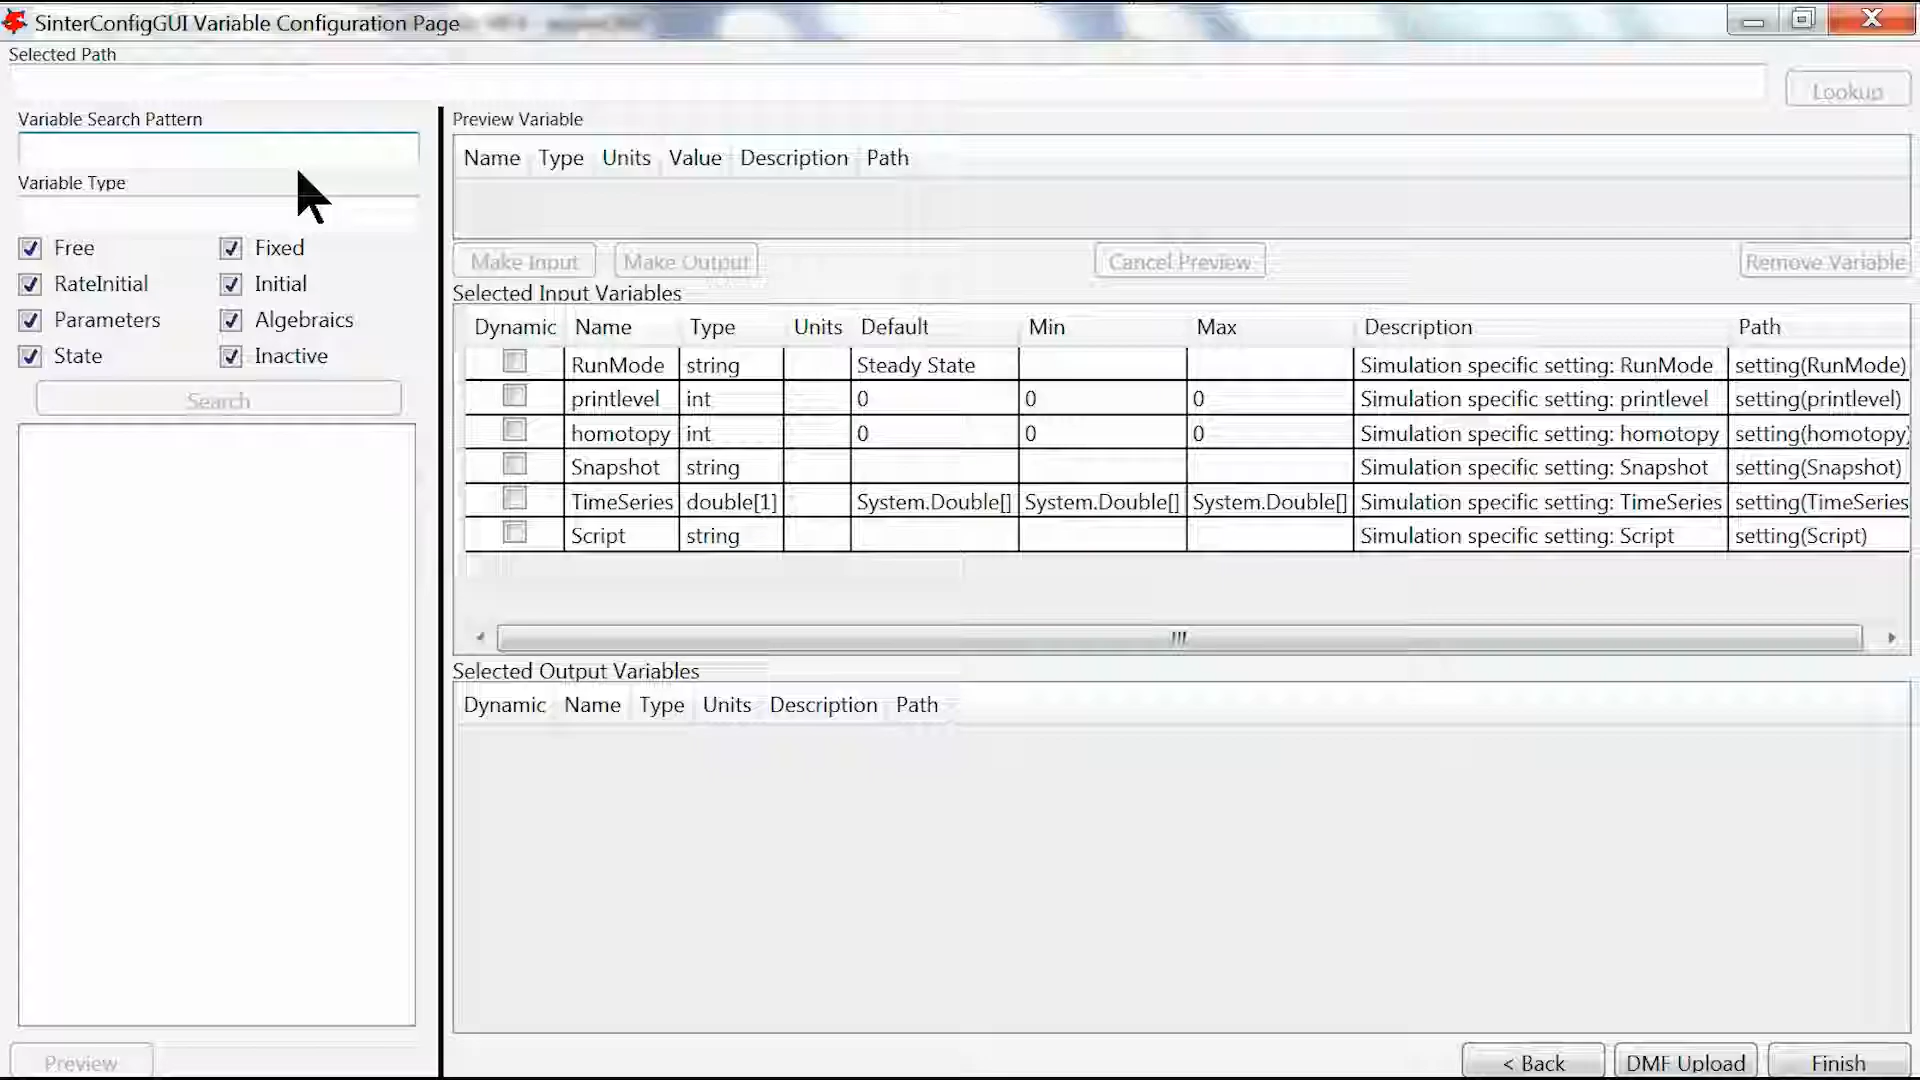 SinterConfigGUI Variable Configuration Page
Selected Path
Lookup
Variable Search Pattern
Variable Type
Free Fixed
RateInitial Initial
Parameters Algebraics
State Inactive
Search
Preview
Preview Variable
Name Type Units Value Description Path
Make Input Make Output Cancel Preview Remove Variable
Selected Input Variables
Dynamic Name Type Units Default Min Max Description Path
RunMode string Steady State Simulation specific setting: RunMode setting(RunMode)
printlevel int 0 0 0 Simulation specific setting: printlevel setting(printlevel)
homotopy int 0 0 0 Simulation specific setting: homotopy setting(homotopy)
Snapshot string Simulation specific setting: Snapshot setting(Snapshot)
TimeSeries double[1] System.Double[] System.Double[] System.Double[] Simulation specific setting: TimeSeries setting(TimeSeries
Script string Simulation specific setting: Script setting(Script)
Selected Output Variables
Dynamic Name Type Units Description Path
< Back DMF Upload Finish